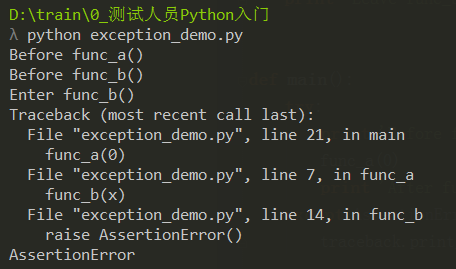 D:\train\0_测试人员Python入门
λ python exception_demo.py
Before func_a()
Before func_b()
Enter func_b()
Traceback (most recent call last):
  File "exception_demo.py", line 21, in main
    func_a(0)
  File "exception_demo.py", line 7, in func_a
    func_b(x)
  File "exception_demo.py", line 14, in func_b
    raise AssertionError()
AssertionError